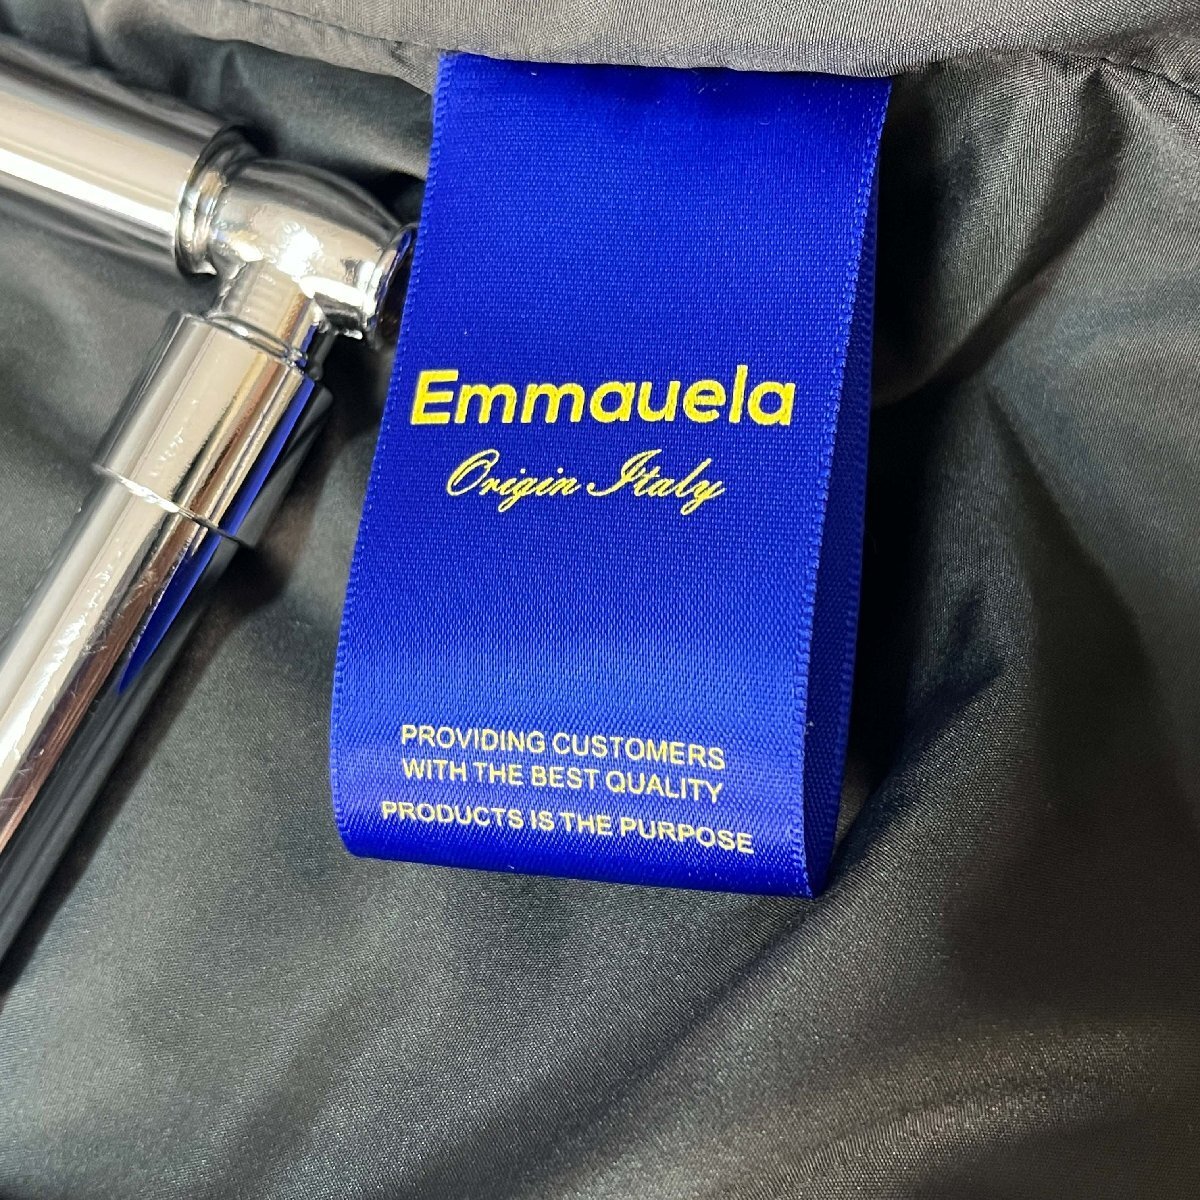 Emmauela
Origin Italy
PROVIDING CUSTOMERS
WITH THE BEST QUALITY
PRODUCTS IS THE PURPOSE